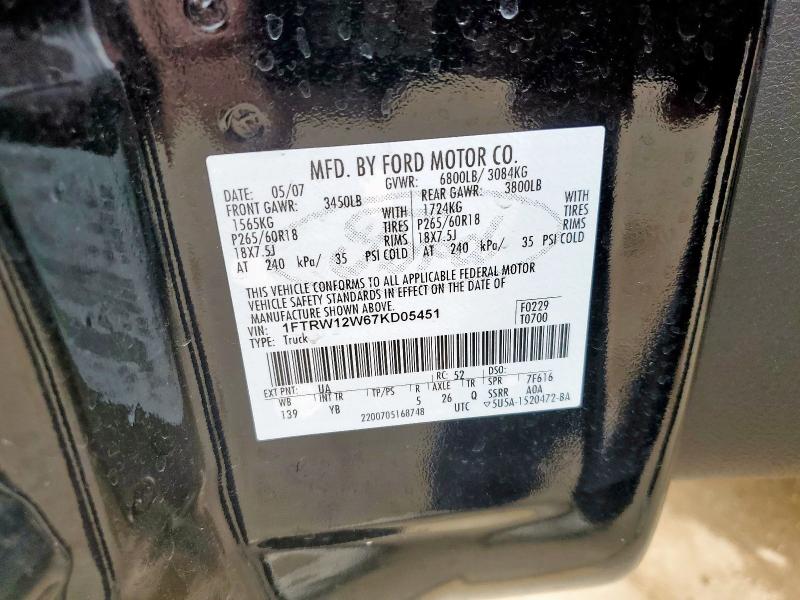 MFD. BY FORD MOTOR CO.
DATE: 05/07 GVWR: 6800LB/ 3084KG
FRONT GAWR: 3450LB REAR GAWR: 3800LB
1565KG WITH 1724KG WITH
P265/60R18 TIRES P265/60R18 TIRES
18X7.5J RIMS 18X7.5J RIMS
AT 240 kPa/ 35 PSI COLD AT 240 kPa/ 35 PSI COLD
THIS VEHICLE CONFORMS TO ALL APPLICABLE FEDERAL MOTOR
VEHICLE SAFETY STANDARDS IN EFFECT ON THE DATE OF
MANUFACTURE SHOWN ABOVE.
VIN: 1FTRW12W67KD05451 F0229
TYPE: Truck T0700
EXT PNT: UA RC: 52 DSO:
WB INT TR TP/PS R AXLE TR SPR 7F616
139 YB 5 26 Q SSRR A0A
2200705168748 UTC ▽5U5A-1520472-BA
Ford